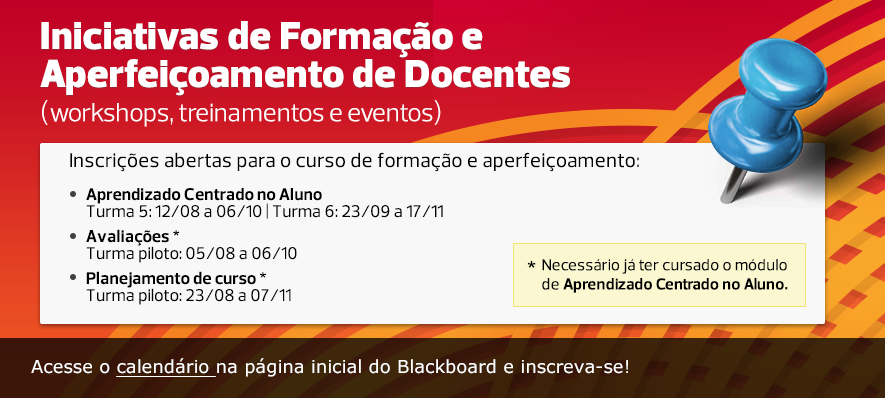 Iniciativas de Formação e
Aperfeiçoamento de Docentes
(workshops, treinamentos e eventos)
Inscrições abertas para o curso de formação e aperfeiçoamento:
• Aprendizado Centrado no Aluno
Turma 5: 12/08 a 06/10 | Turma 6: 23/09 a 17/11
• Avaliações *
Turma piloto: 05/08 a 06/10
• Planejamento de curso *
Turma piloto: 23/08 a 07/11
* Necessário já ter cursado o módulo
de Aprendizado Centrado no Aluno.
Acesse o calendário na página inicial do Blackboard e inscreva-se!